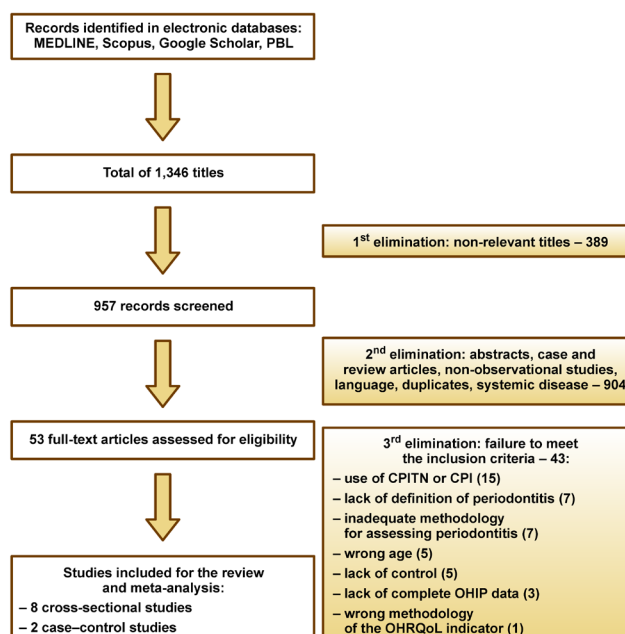 Records identified in electronic databases:
MEDLINE, Scopus, Google Scholar, PBL
Total of 1,346 titles
1st elimination: non-relevant titles – 389
957 records screened
2nd elimination: abstracts, case and
review articles, non-observational studies,
language, duplicates, systemic disease – 904
53 full-text articles assessed for eligibility
3rd elimination: failure to meet
the inclusion criteria – 43:
– use of CPITN or CPI (15)
– lack of definition of periodontitis (7)
– inadequate methodology
for assessing periodontitis (7)
– wrong age (5)
– lack of control (5)
– lack of complete OHIP data (3)
– wrong methodology
of the OHRQoL indicator (1)
Studies included for the review
and meta-analysis:
– 8 cross-sectional studies
– 2 case–control studies